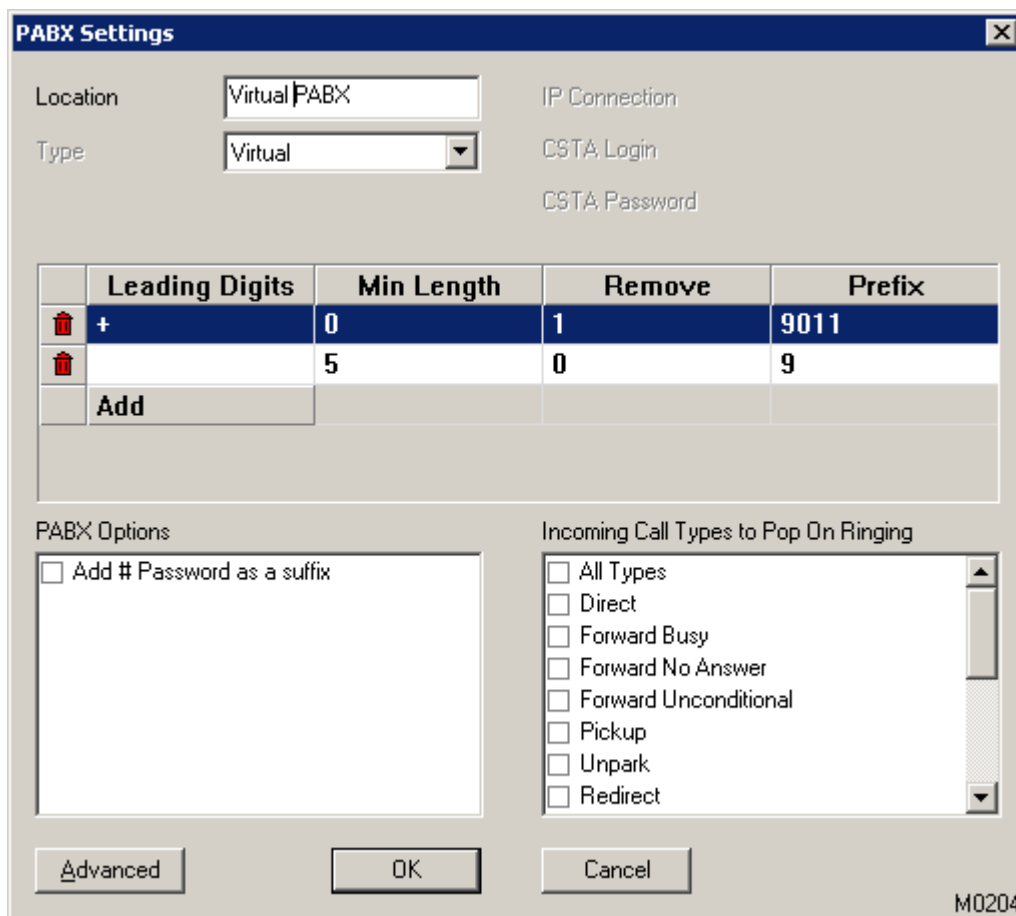 PABX Settings
Location Virtual PABX IP Connection
Type Virtual CSTA Login
CSTA Password
Leading Digits Min Length Remove Prefix
+ 0 1 9011
5 0 9
Add
PABX Options
Add # Password as a suffix
Incoming Call Types to Pop On Ringing
All Types
Direct
Forward Busy
Forward No Answer
Forward Unconditional
Pickup
Unpark
Redirect
Advanced OK Cancel
M0204